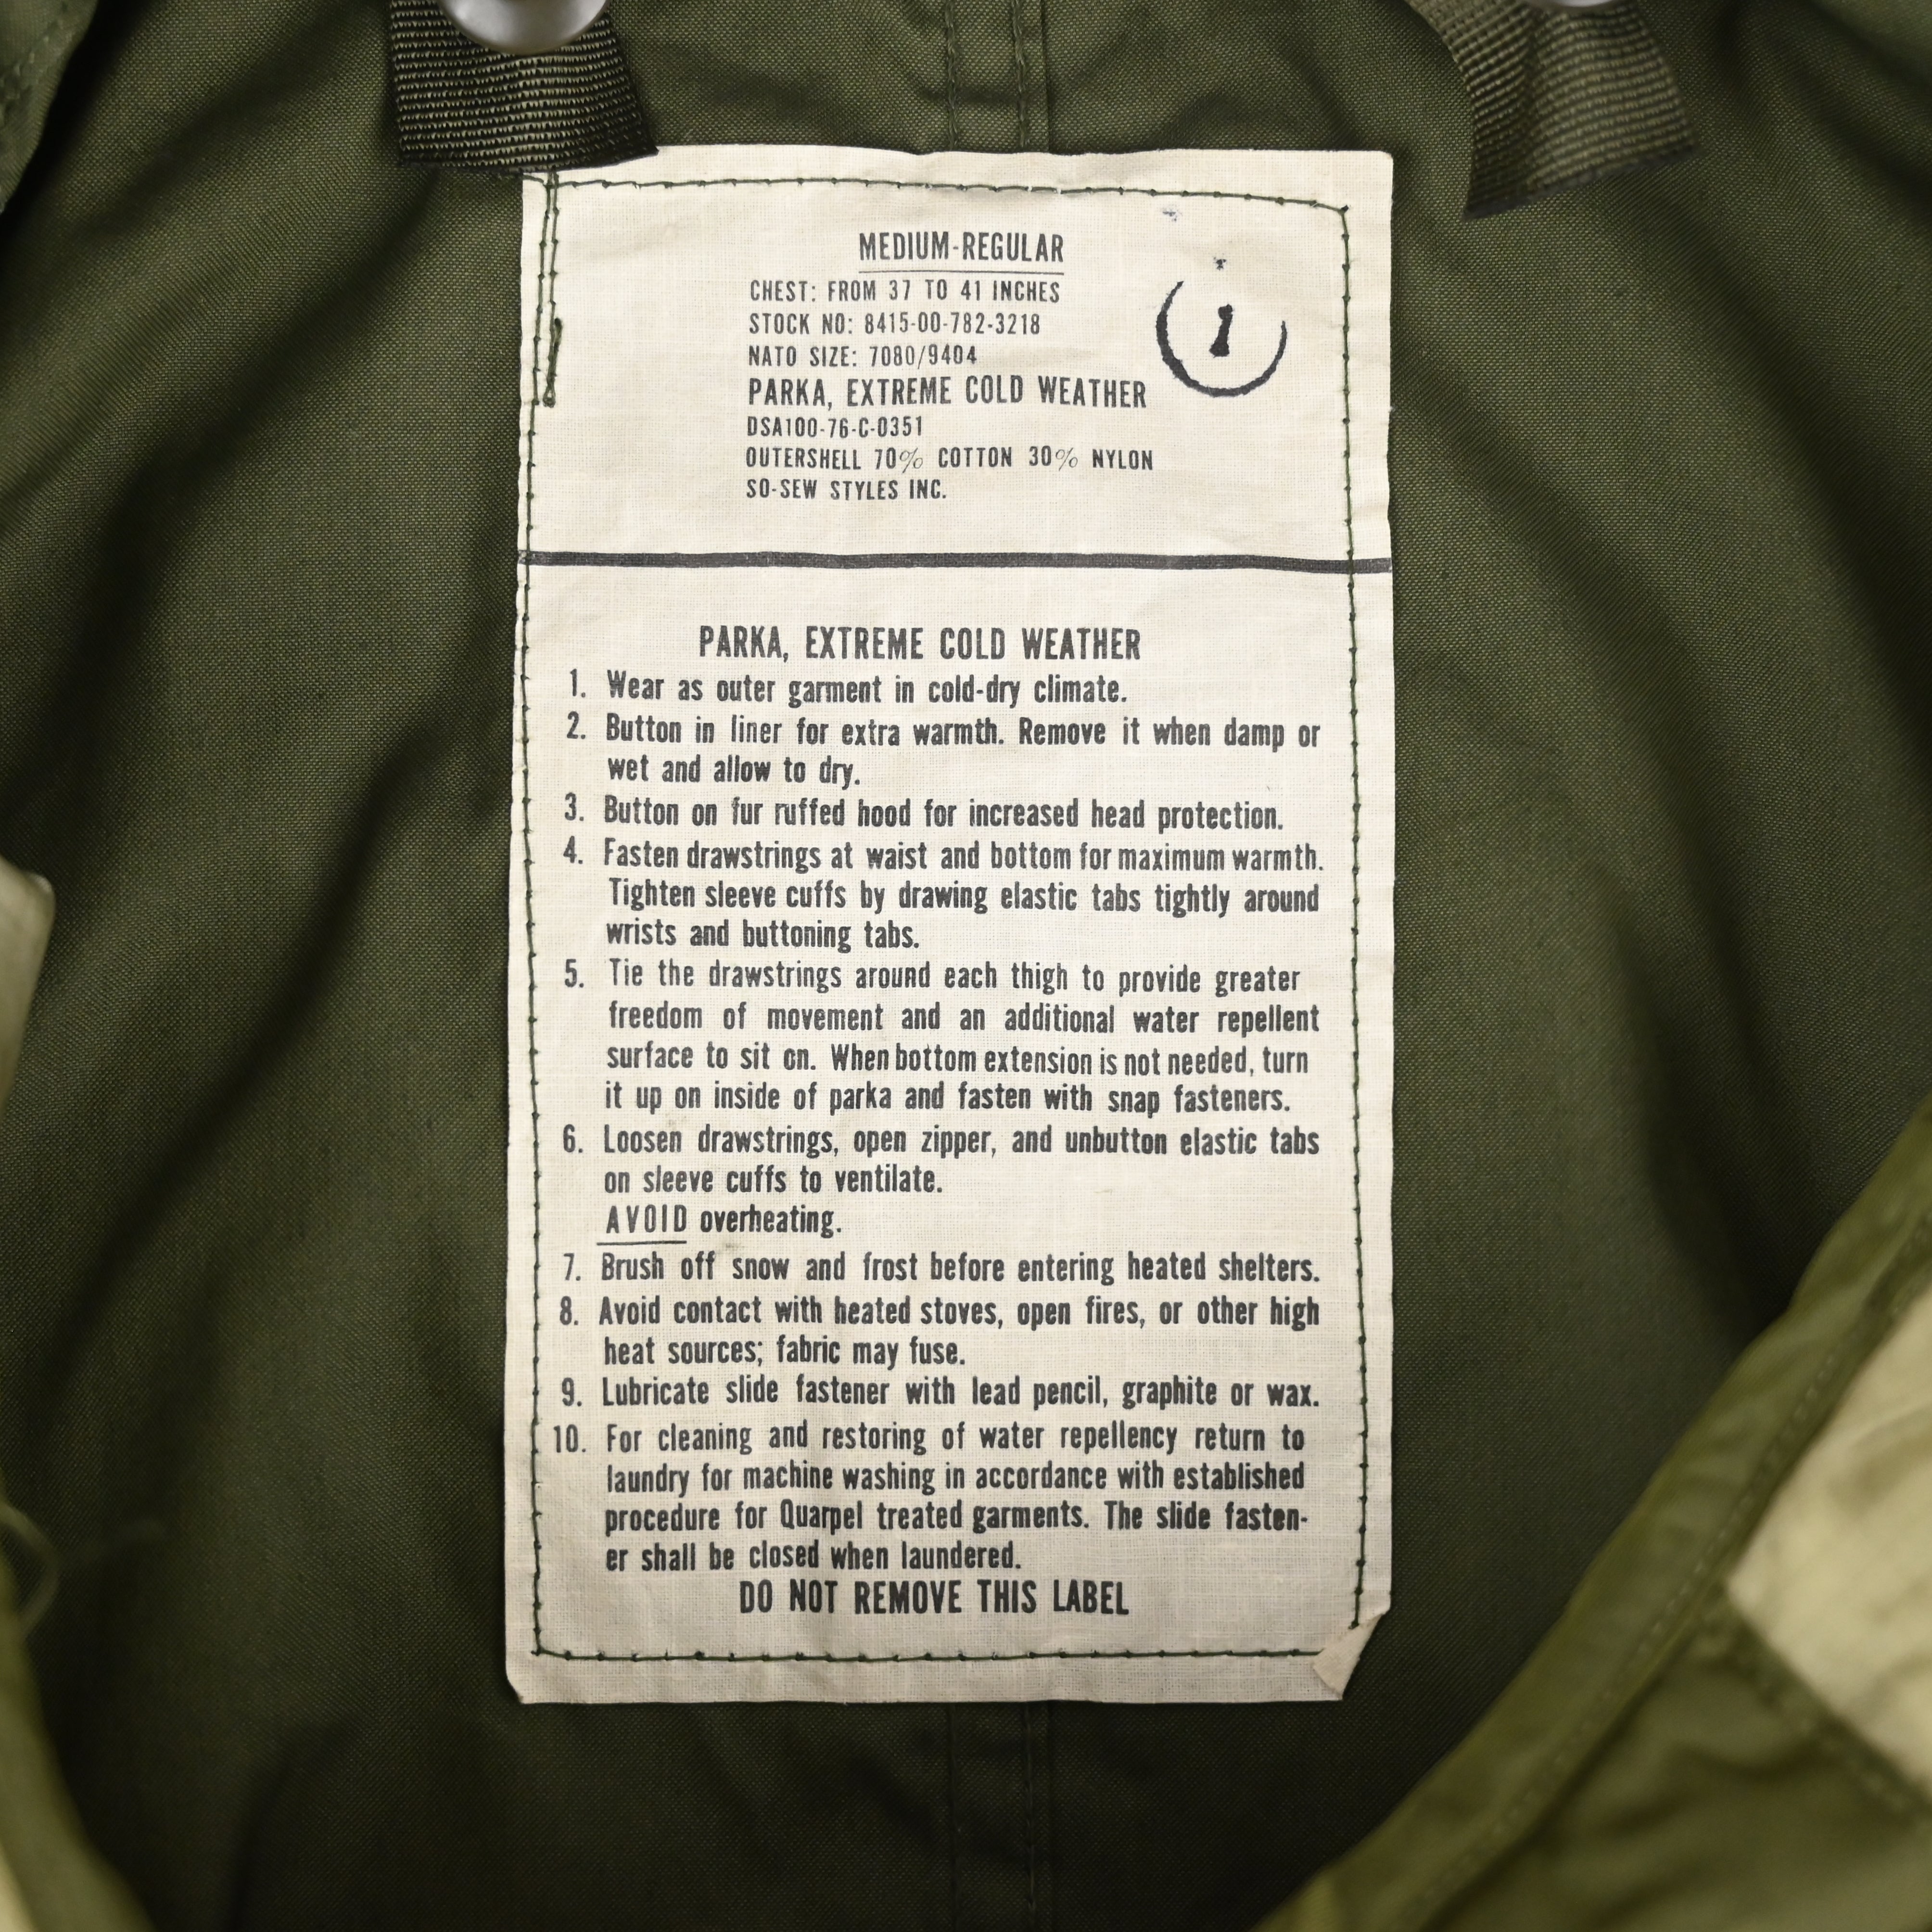 MEDIUM-REGULAR
CHEST: FROM 37 TO 41 INCHES
STOCK NO: 8415-00-782-3218
NATO SIZE: 7080/9404
PARKA, EXTREME COLD WEATHER
DSA100-76-C-0351
OUTERSHELL 70% COTTON 30% NYLON
SO-SEW STYLES INC.
1
PARKA, EXTREME COLD WEATHER
1. Wear as outer garment in cold-dry climate.
2. Button in liner for extra warmth. Remove it when damp or
wet and allow to dry.
3. Button on fur ruffed hood for increased head protection.
4. Fasten drawstrings at waist and bottom for maximum warmth.
Tighten sleeve cuffs by drawing elastic tabs tightly around
wrists and buttoning tabs.
5. Tie the drawstrings around each thigh to provide greater
freedom of movement and an additional water repellent
surface to sit on. When bottom extension is not needed, turn
it up on inside of parka and fasten with snap fasteners.
6. Loosen drawstrings, open zipper, and unbutton elastic tabs
on sleeve cuffs to ventilate.
AVOID overheating.
7. Brush off snow and frost before entering heated shelters.
8. Avoid contact with heated stoves, open fires, or other high
heat sources; fabric may fuse.
9. Lubricate slide fastener with lead pencil, graphite or wax.
10. For cleaning and restoring of water repellency return to
laundry for machine washing in accordance with established
procedure for Quarpel treated garments. The slide fasten-
er shall be closed when laundered.
DO NOT REMOVE THIS LABEL